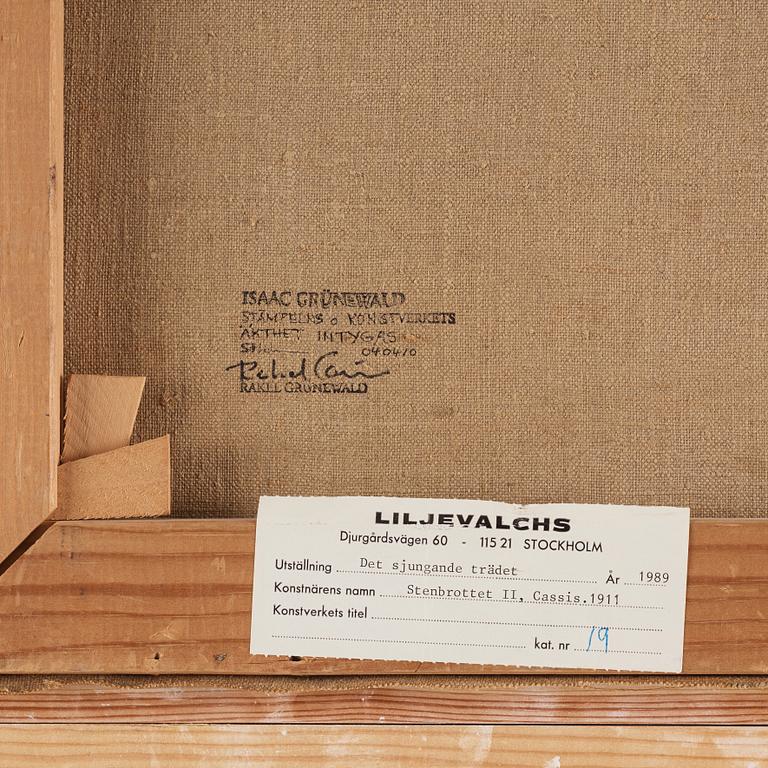 ISAAC GRÜNEWALD
STÄMPELNS o KONSTVERKETS
ÄKTHET INTYGAS
040410
RAKEL GRÜNEWALD
LILJEVALCHS
Djurgårdsvägen 60 - 115 21 STOCKHOLM
Utställning Det sjungande trädet År 1989
Konstnärens namn Stenbrottet II, Cassis.1911
Konstverkets titel
kat. nr 19